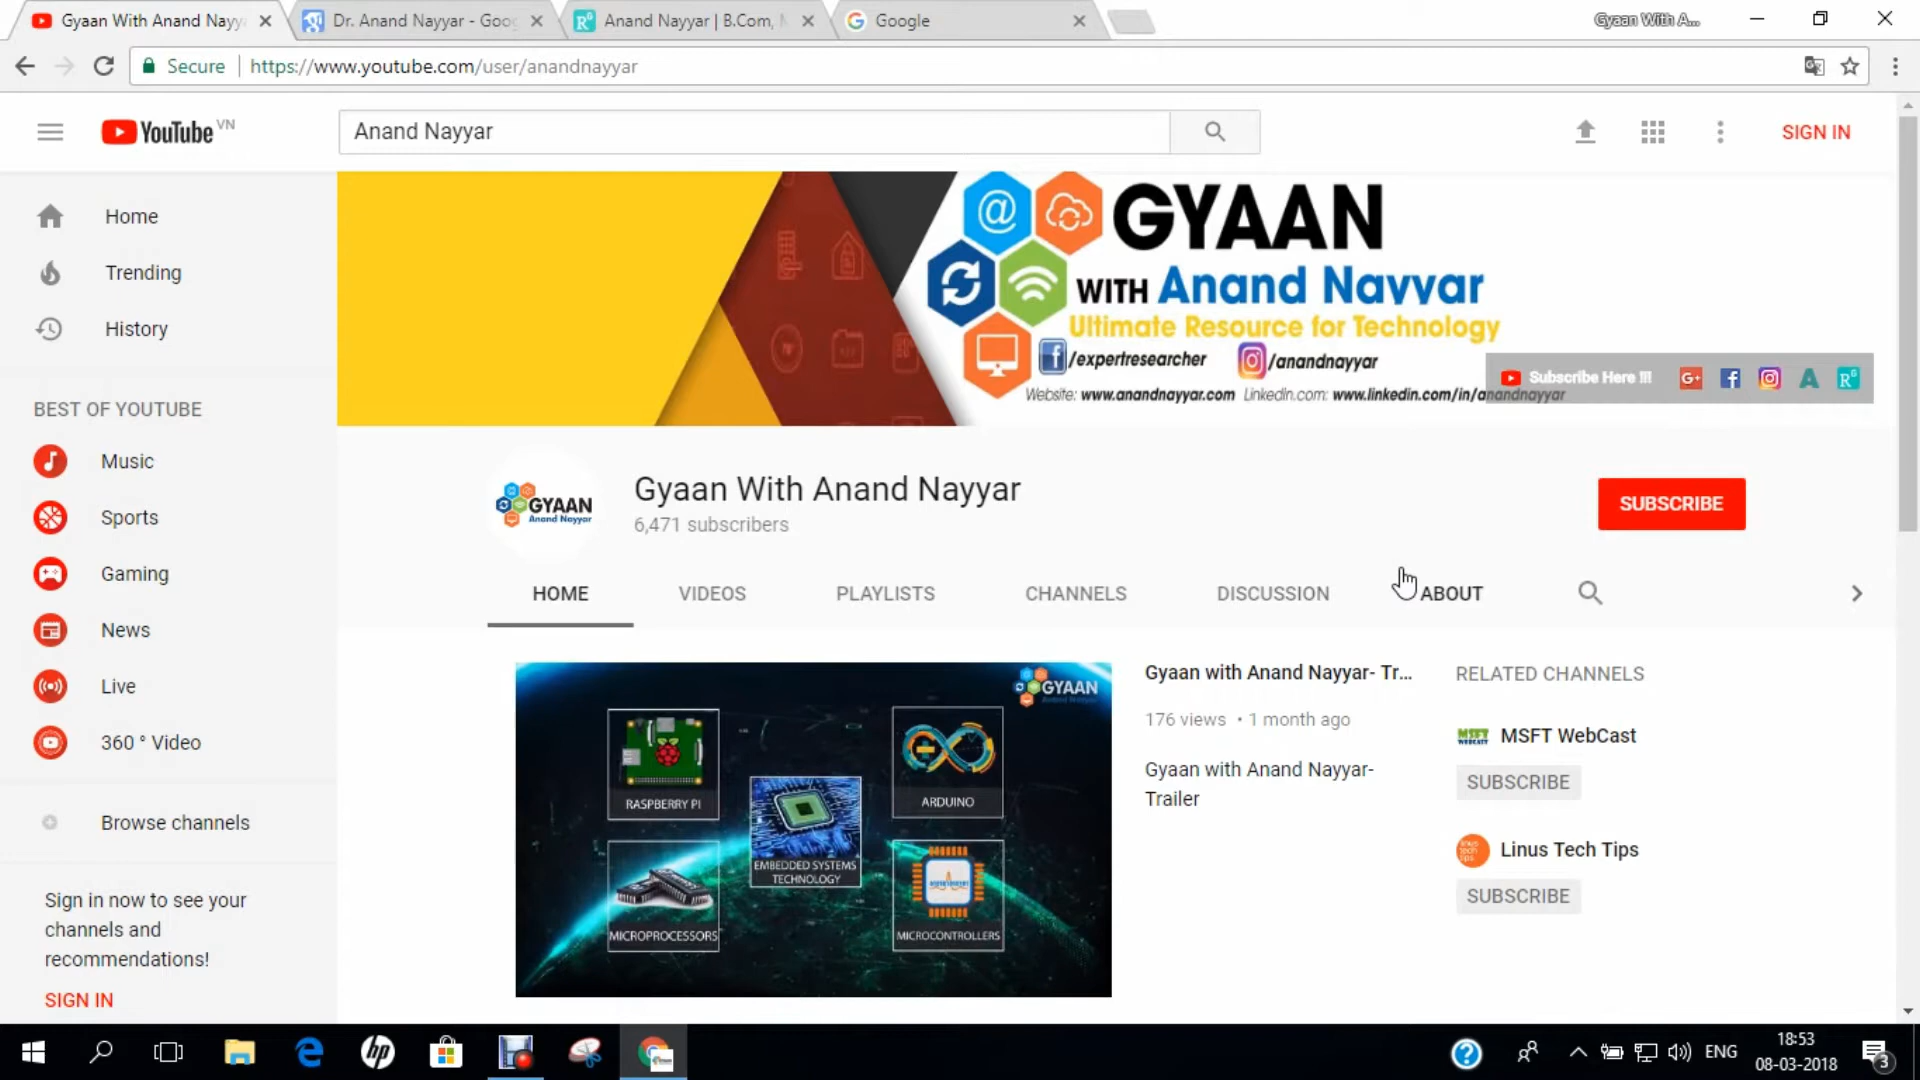 Gyaan With Anand Nayy
Dr. Anand Nayyar - Goo
Anand Nayyar | B.Com,
Google
Gyaan With A...
Secure
https://www.youtube.com/user/anandnayyar
YouTube VN
Anand Nayyar
SIGN IN
Home
Trending
History
BEST OF YOUTUBE
Music
Sports
Gaming
News
Live
360 ° Video
Browse channels
Sign in now to see your
channels and
recommendations!
SIGN IN
GYAAN
WITH Anand Nayyar
Ultimate Resource for Technology
/expertresearcher /anandnayyar
Website: www.anandnayyar.com LinkedIn.com: www.linkedin.com/in/anandnayyar
Subscribe Here !!!
GYAAN
Anand Nayyar
Gyaan With Anand Nayyar
6,471 subscribers
SUBSCRIBE
HOME VIDEOS PLAYLISTS CHANNELS DISCUSSION ABOUT
GYAAN
Anand Nayyar
RASPBERRY PI
ARDUINO
EMBEDDED SYSTEMS
TECHNOLOGY
MICROPROCESSORS
MICROCONTROLLERS
Gyaan with Anand Nayyar- Tr...
176 views • 1 month ago
Gyaan with Anand Nayyar-
Trailer
RELATED CHANNELS
MSFT WebCast
SUBSCRIBE
Linus Tech Tips
SUBSCRIBE
ENG
18:53
08-03-2018
3